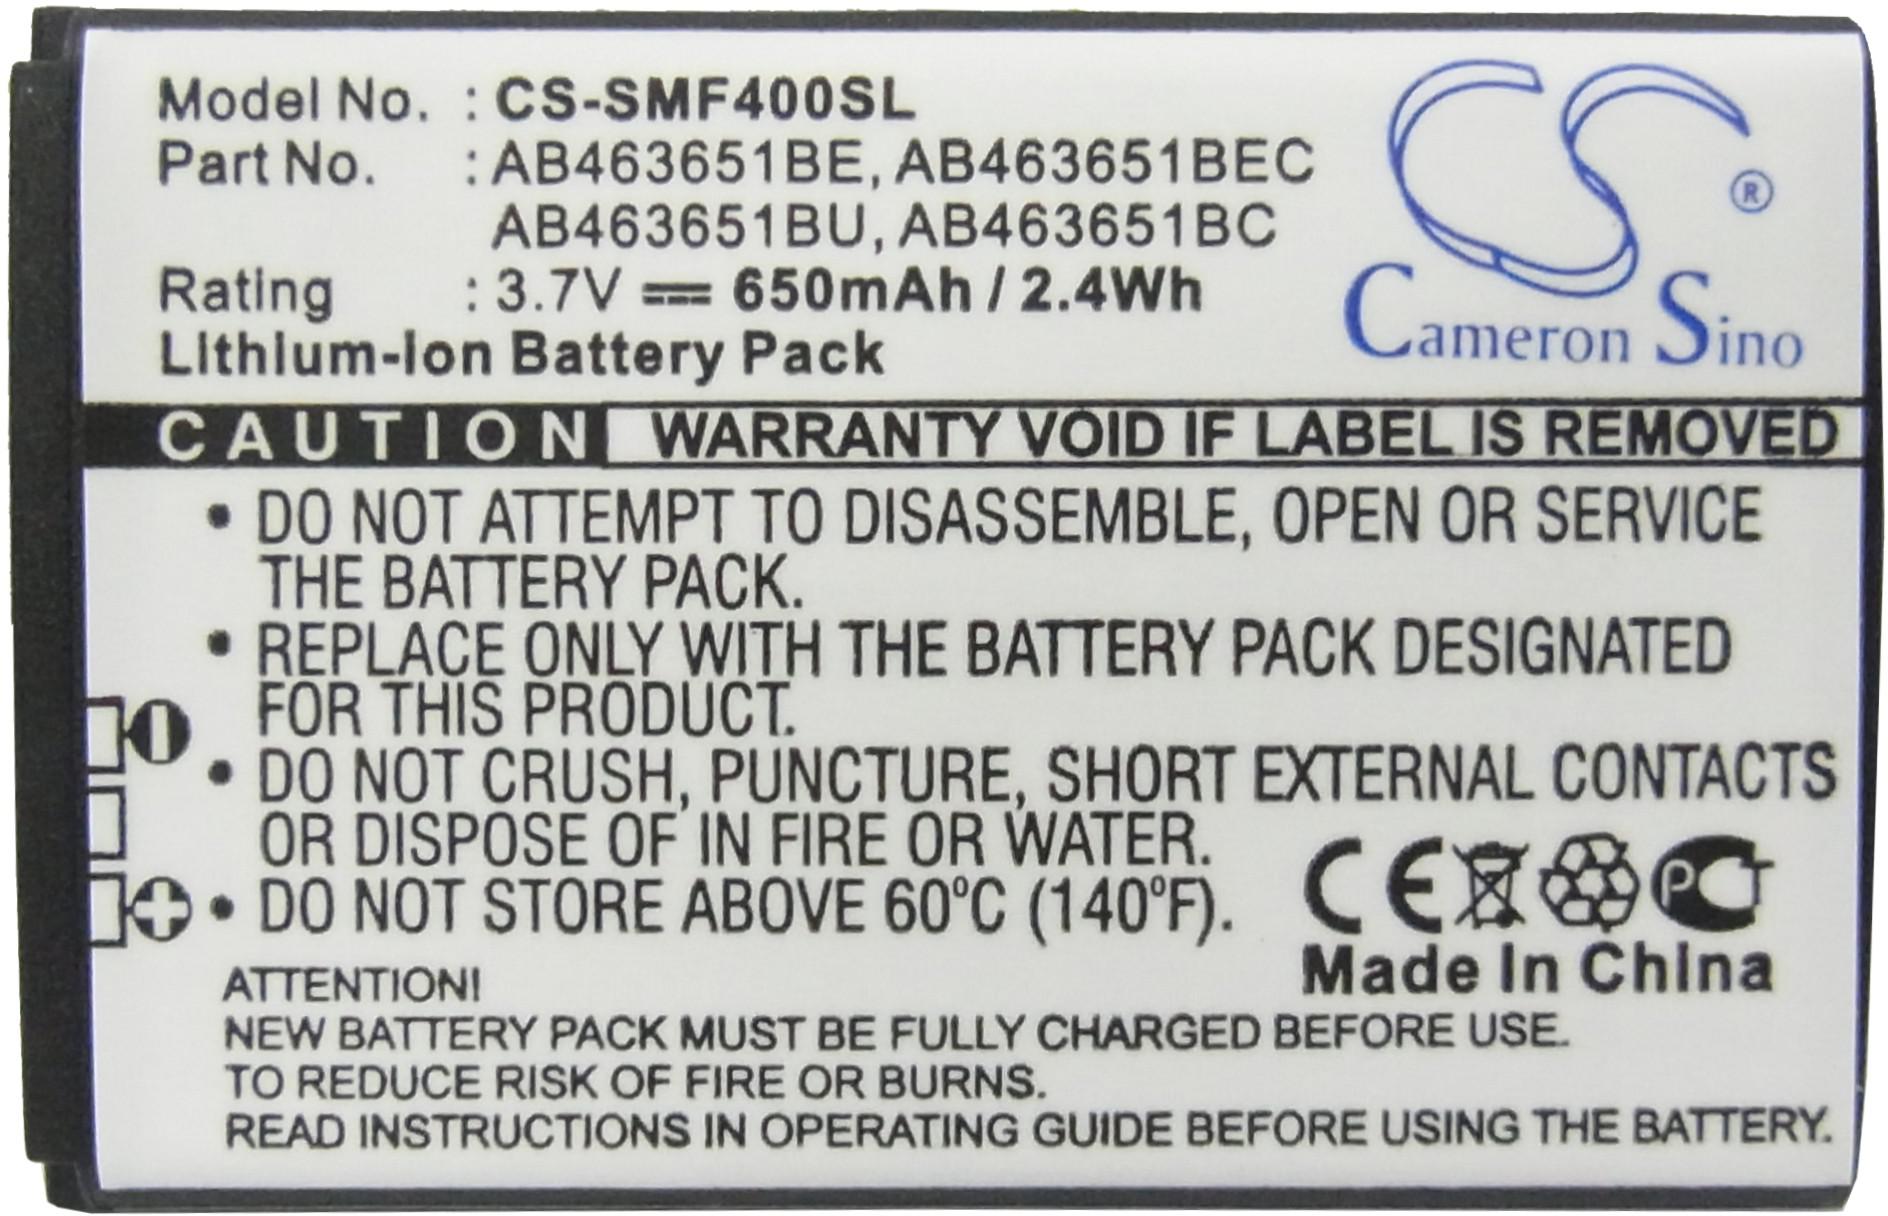 Model No. : CS-SMF400SL
Part No. : AB463651BE, AB463651BEC
AB463651BU, AB463651BC
Rating : 3.7V 650mAh / 2.4Wh
Lithium-Ion Battery Pack
CS
®
Cameron Sino
CAUTION WARRANTY VOID IF LABEL IS REMOVED
• DO NOT ATTEMPT TO DISASSEMBLE, OPEN OR SERVICE
THE BATTERY PACK.
• REPLACE ONLY WITH THE BATTERY PACK DESIGNATED
FOR THIS PRODUCT.
• DO NOT CRUSH, PUNCTURE, SHORT EXTERNAL CONTACTS
OR DISPOSE OF IN FIRE OR WATER.
• DO NOT STORE ABOVE 60°C (140°F).
CE PCT
Made In China
ATTENTION!
NEW BATTERY PACK MUST BE FULLY CHARGED BEFORE USE.
TO REDUCE RISK OF FIRE OR BURNS.
READ INSTRUCTIONS IN OPERATING GUIDE BEFORE USING THE BATTERY.